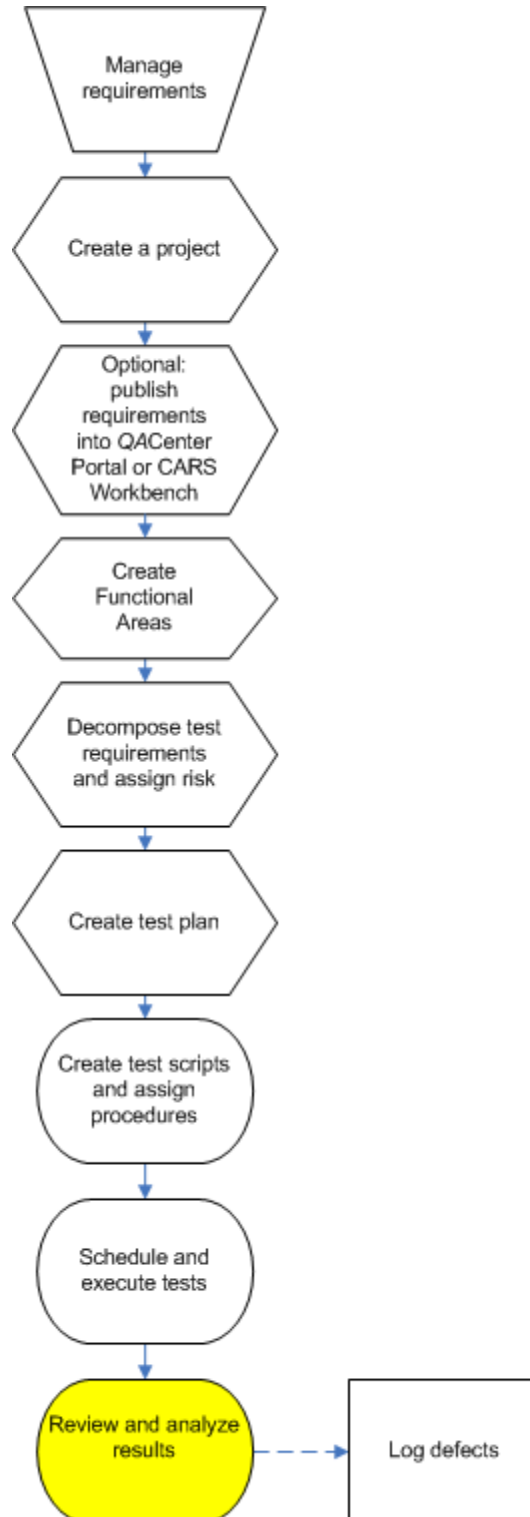 Manage
requirements
Create a project
Optional:
publish
requirements
into QACenter
Portal or CARS
Workbench
Create
Functional
Areas
Decompose test
requirements
and assign risk
Create test plan
Create test scripts
and assign
procedures
Schedule and
execute tests
Review and analyze
results
Log defects